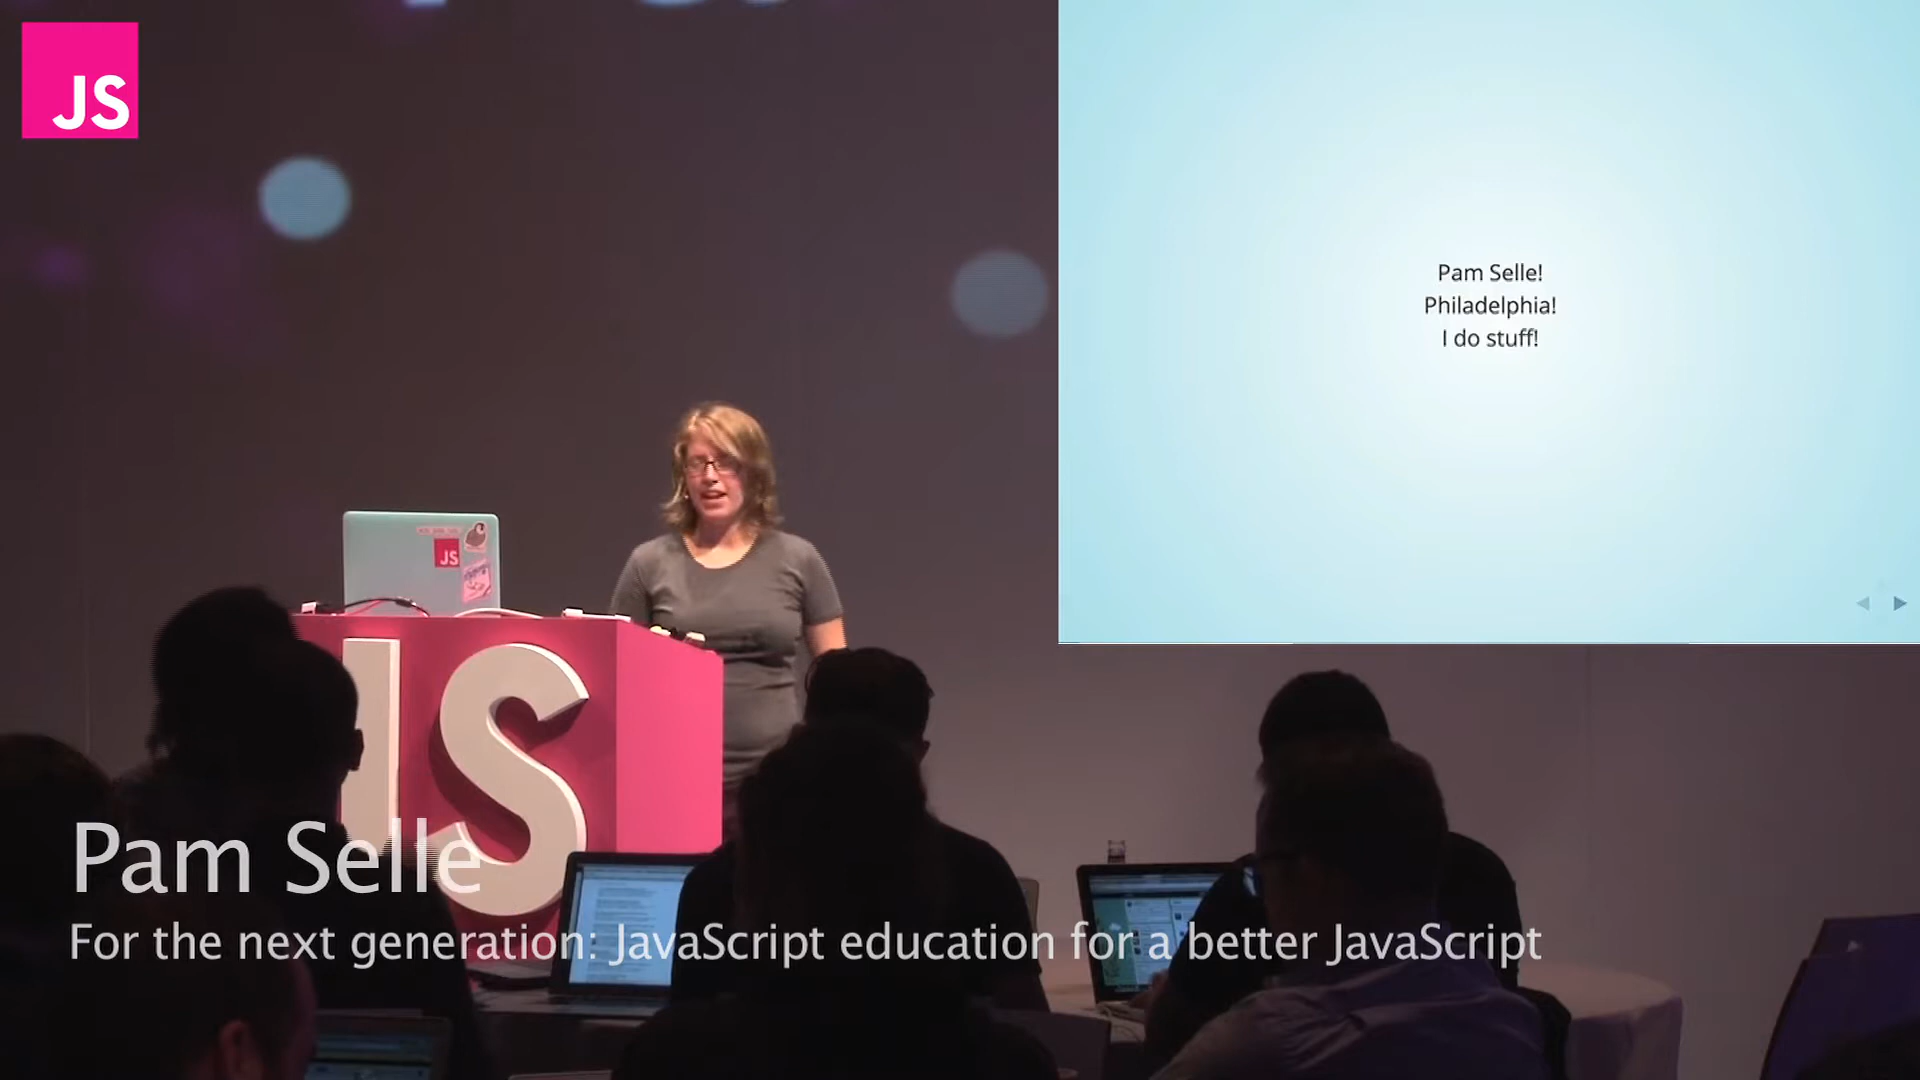 JS
Pam Selle!
Philadelphia!
I do stuff!
JS
JS
Pam Selle
For the next generation: JavaScript education for a better JavaScript